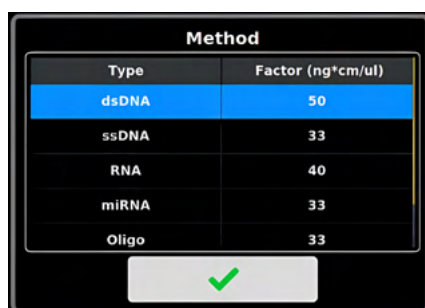 Method
Type Factor (ng*cm/ul)
dsDNA 50
ssDNA 33
RNA 40
miRNA 33
Oligo 33